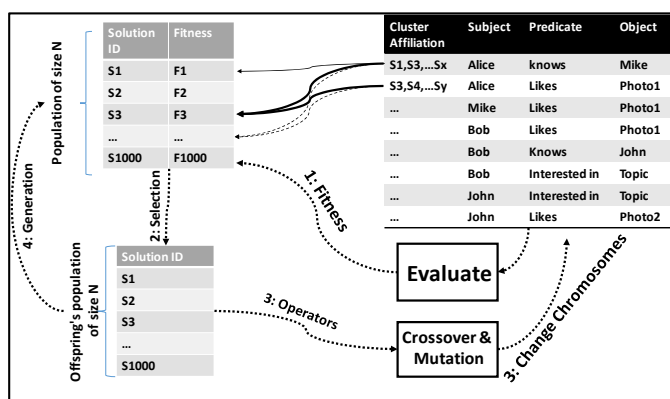 Population of size N
Solution ID Fitness
S1 F1
S2 F2
S3 F3
... ...
S1000 F1000
Cluster Affiliation Subject Predicate Object
S1,S3,...Sx Alice knows Mike
S3,S4,...Sy Alice Likes Photo1
... Mike Likes Photo1
... Bob Likes Photo1
... Bob Knows John
... Bob Interested in Topic
... John Interested in Topic
... John Likes Photo2
1: Fitness
2: Selection
4: Generation
Offspring's population of size N
Solution ID
S1
S2
S3
...
S1000
3: Operators
Evaluate
Crossover & Mutation
3: Change Chromosomes